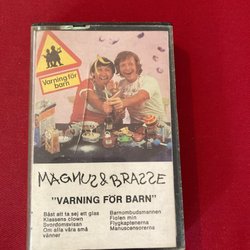 Varning för
barn
MAGNUS & BRASSE
"VARNING FÖR BARN"
Bäst att ta sej ett glas
Klassens clown
Svordomsvisan
Om alla våra små
vänner
Barnombudsmannen
Fiolen min
Flygkaptenerna
Manuscensorerna